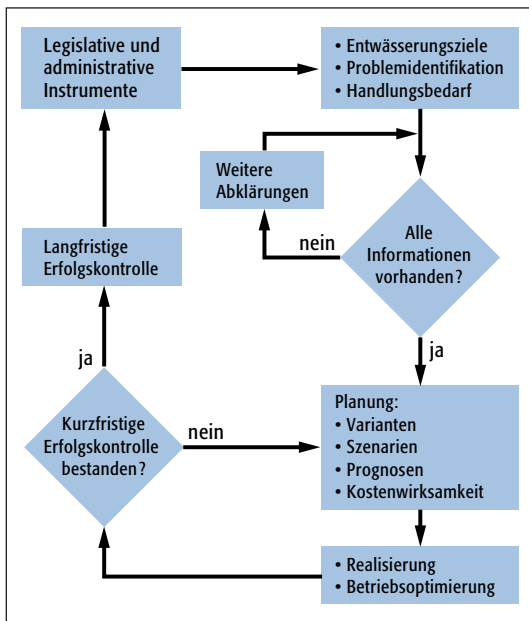 Legislative und
administrative
Instrumente
• Entwässerungsziele
• Problemidentifikation
• Handlungsbedarf
Weitere
Abklärungen
nein
Alle
Informationen
vorhanden?
ja
Langfristige
Erfolgskontrolle
ja
Kurzfristige
Erfolgskontrolle
bestanden?
nein
Planung:
• Varianten
• Szenarien
• Prognosen
• Kostenwirksamkeit
• Realisierung
• Betriebsoptimierung